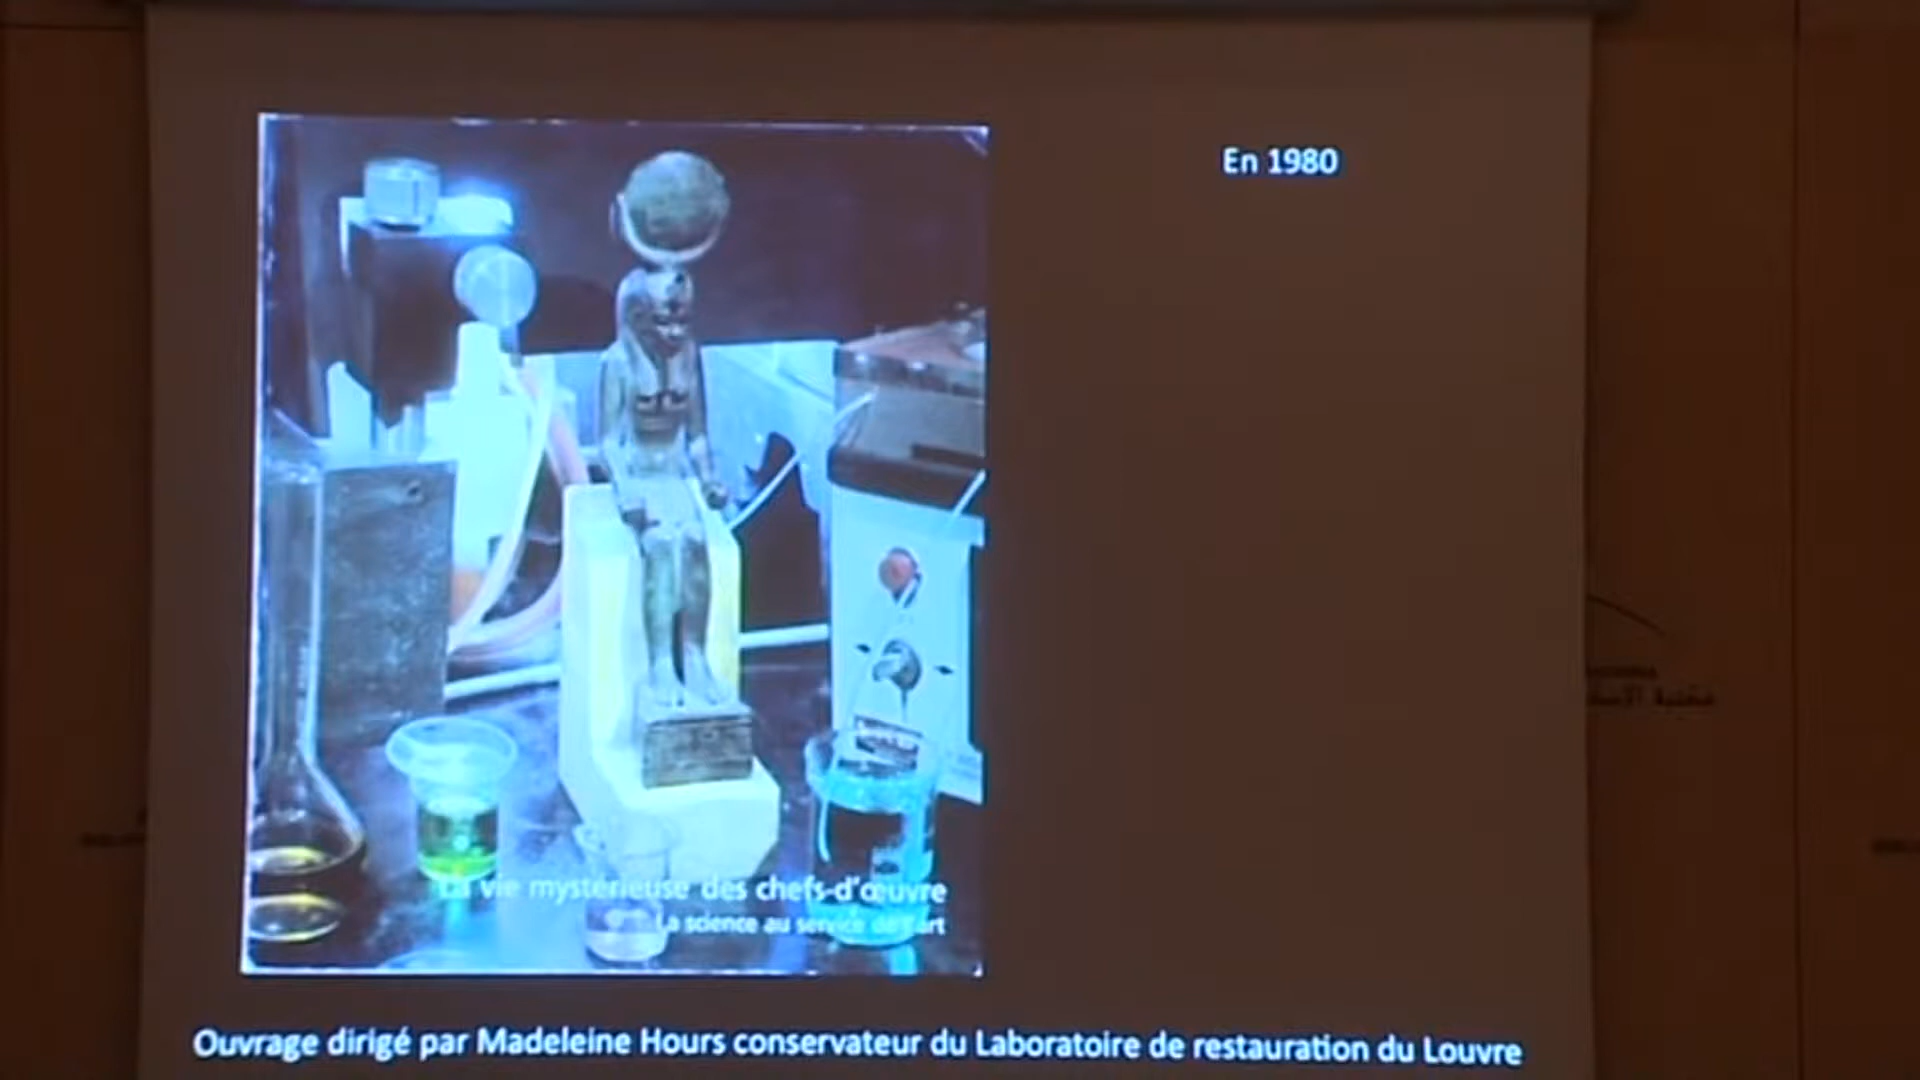 En 1980
La vie mystérieuse des chefs-d'œuvre
La science au service de l'art
Ouvrage dirigé par Madeleine Hours conservateur du Laboratoire de restauration du Louvre